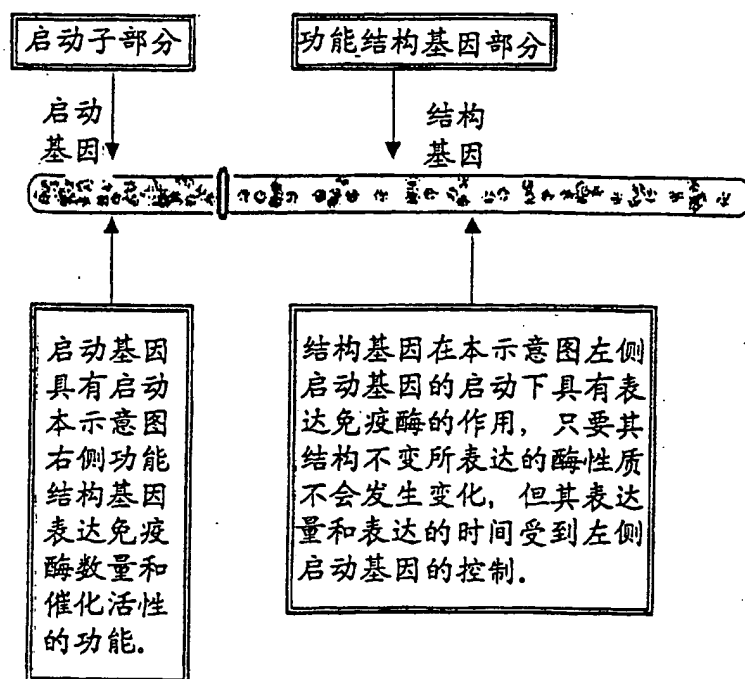 启动子部分
功能结构基因部分
启动
基因
结构
基因
启动基因
具有启动
本示意图
右侧功能
结构基因
表达免疫
酶数量和
催化活性
的功能.
结构基因在本示意图左侧
启动基因的启动下具有表
达免疫酶的作用, 只要其
结构不变所表达的酶性质
不会发生变化, 但其表达
量和表达的时间受到左侧
启动基因的控制.